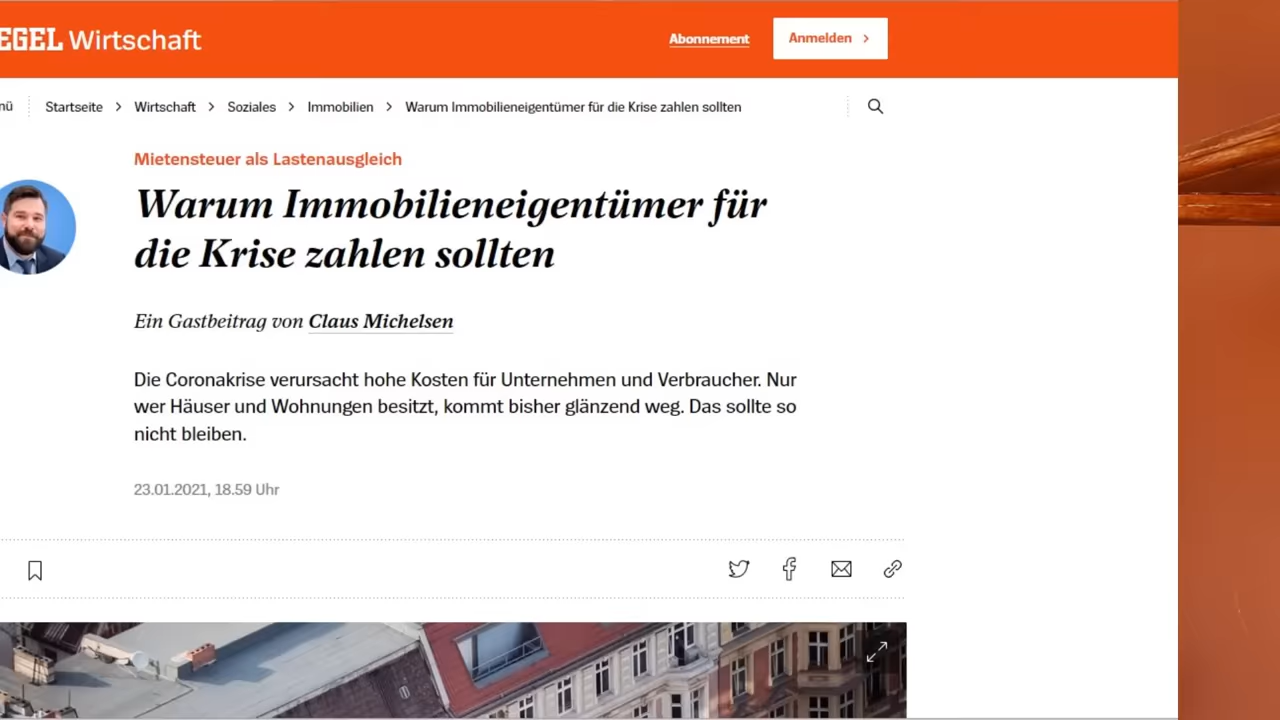 EGEL Wirtschaft
Abonnement
Anmelden
nü
Startseite > Wirtschaft > Soziales > Immobilien > Warum Immobilieneigentümer für die Krise zahlen sollten
Mietensteuer als Lastenausgleich
Warum Immobilieneigentümer für
die Krise zahlen sollten
Ein Gastbeitrag von Claus Michelsen
Die Coronakrise verursacht hohe Kosten für Unternehmen und Verbraucher. Nur
wer Häuser und Wohnungen besitzt, kommt bisher glänzend weg. Das sollte so
nicht bleiben.
23.01.2021, 18.59 Uhr